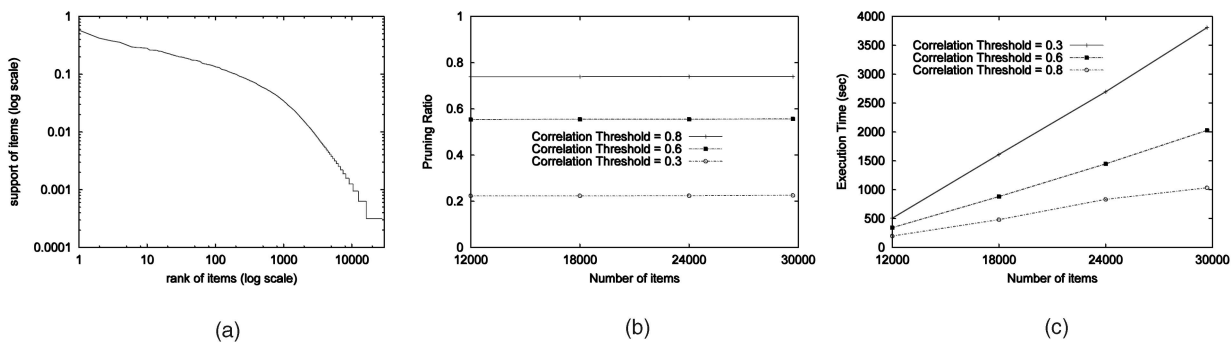 support of items (log scale)
1
0.1
0.01
0.001
0.0001
1 10 100 1000 10000
rank of items (log scale)
(a)
Pruning Ratio
1
0.8
0.6
0.4
0.2
0
Correlation Threshold = 0.8
Correlation Threshold = 0.6
Correlation Threshold = 0.3
12000 18000 24000 30000
Number of items
(b)
Execution Time (sec)
4000
3500
3000
2500
2000
1500
1000
500
0
Correlation Threshold = 0.3
Correlation Threshold = 0.6
Correlation Threshold = 0.8
12000 18000 24000 30000
Number of items
(c)